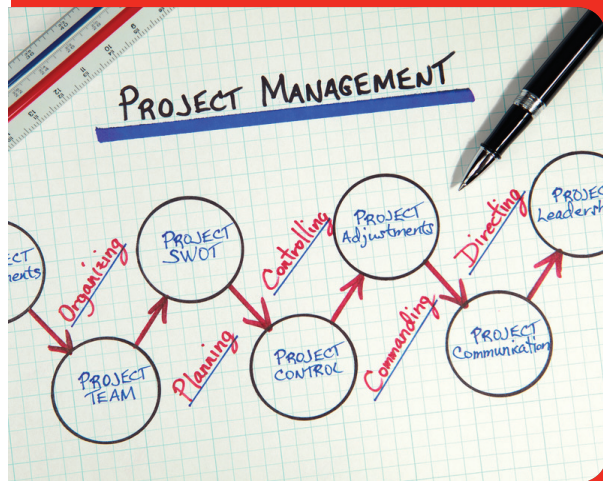 PROJECT MANAGEMENT
Organizing
PROJECT
TEAM
PROJECT
SWOT
Planning
Controlling
PROJECT
CONTROL
PROJECT
Adjustments
Commanding
Directing
PROJECT
Communication